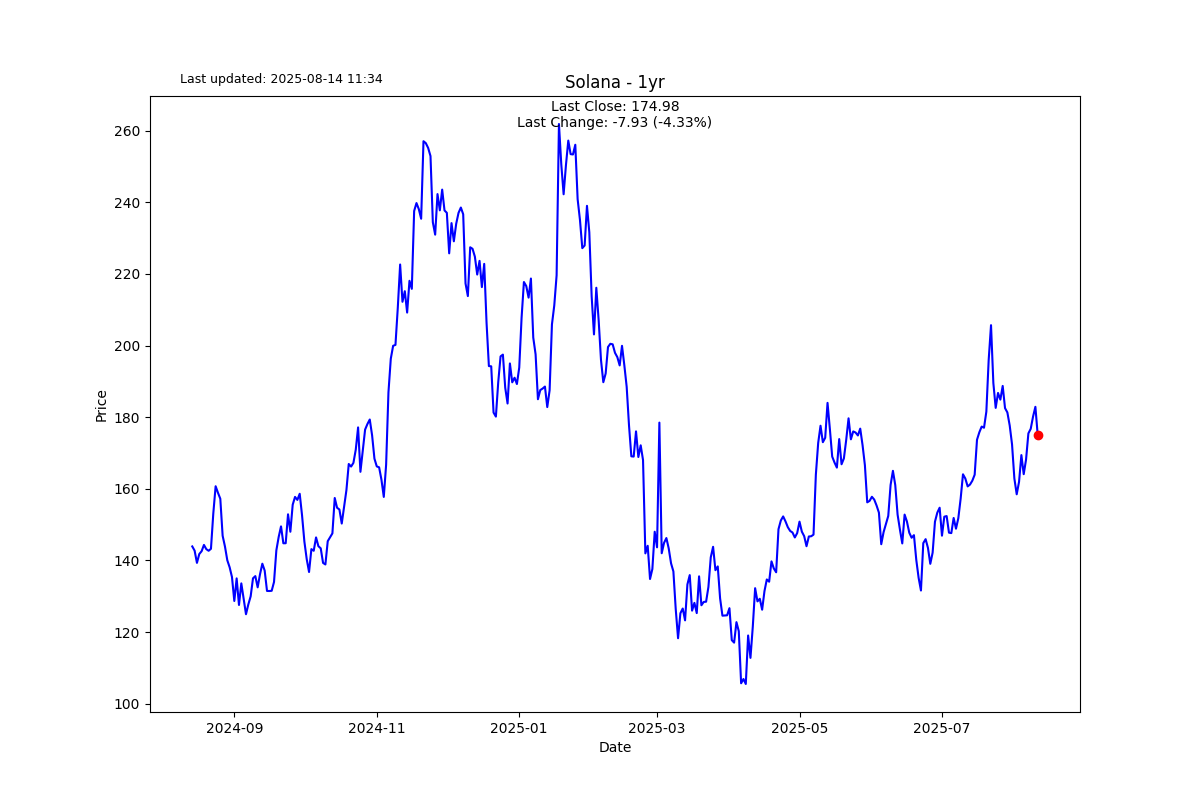 Last updated: 2025-08-14 11:34
Solana - 1yr
Last Close: 174.98
Last Change: -7.93 (-4.33%)
260
240
220
200
180
160
140
120
100
Price
2024-09
2024-11
2025-01
2025-03
2025-05
2025-07
Date